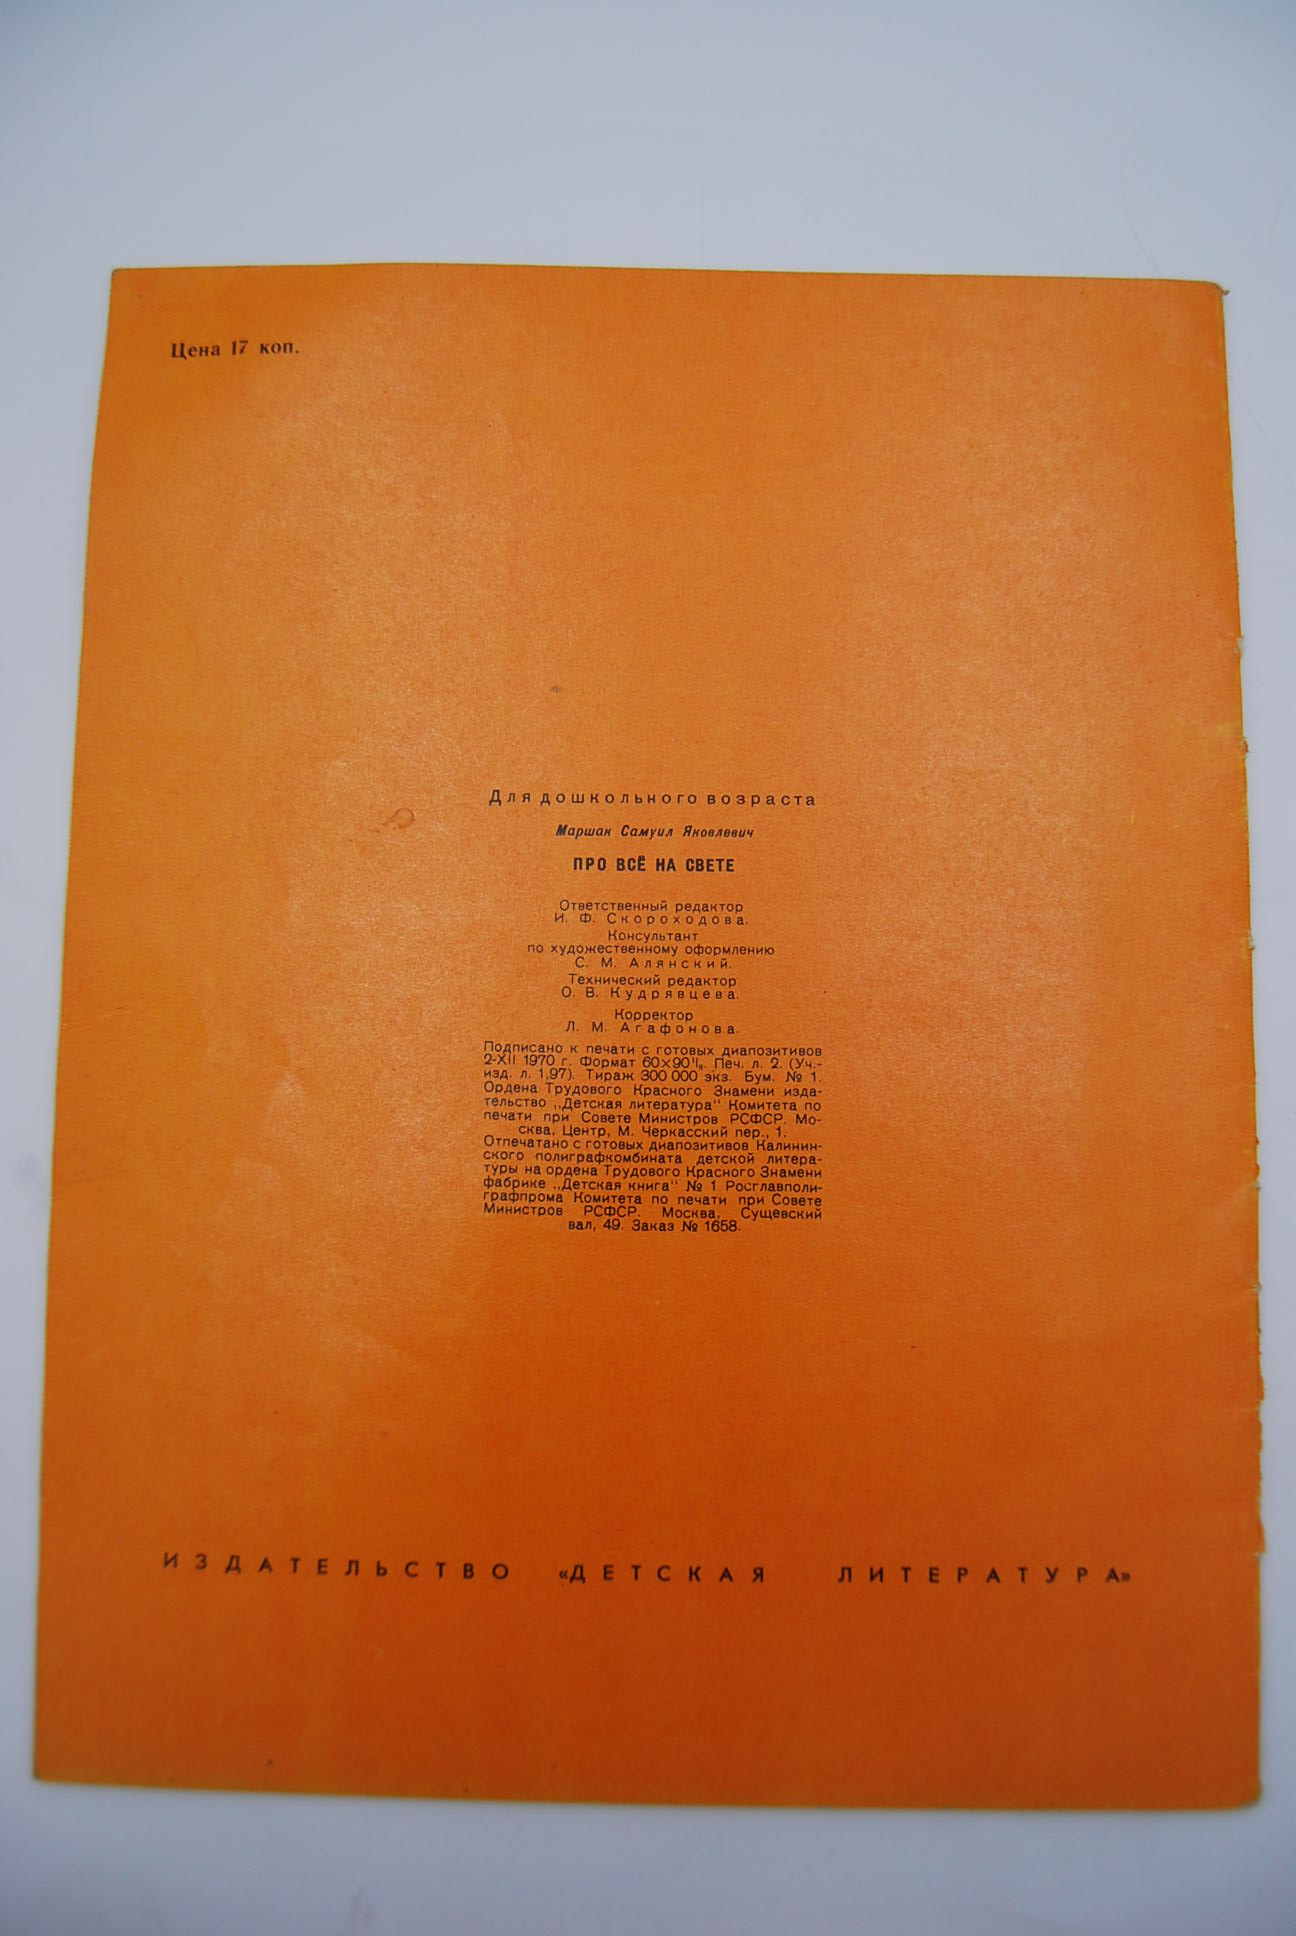 Цена 17 коп.
Для дошкольного возраста
Маршак Самуил Яковлевич
ПРО ВСЁ НА СВЕТЕ
Ответственный редактор
И. Ф. Скороходова.
Консультант
по художественному оформлению
С. М. Алянский.
Технический редактор
О. В. Кудрявцева.
Корректор
Л. М. Агафонова.
Подписано к печати с готовых диапозитивов
2-XII 1970 г. Формат 60×90¹/₈. Печ. л. 2. (Уч.-
изд. л. 1,97). Тираж 300 000 экз. Бум. № 1.
Ордена Трудового Красного Знамени изда-
тельство „Детская литература" Комитета по
печати при Совете Министров РСФСР. Мо-
сква, Центр, М. Черкасский пер., 1.
Отпечатано с готовых диапозитивов Калинин-
ского полиграфкомбината детской литера-
туры на ордена Трудового Красного Знамени
фабрике „Детская книга" № 1 Росглавполи-
графпрома Комитета по печати при Совете
Министров РСФСР. Москва, Сущевский
вал, 49. Заказ № 1658.
ИЗДАТЕЛЬСТВО «ДЕТСКАЯ ЛИТЕРАТУРА»